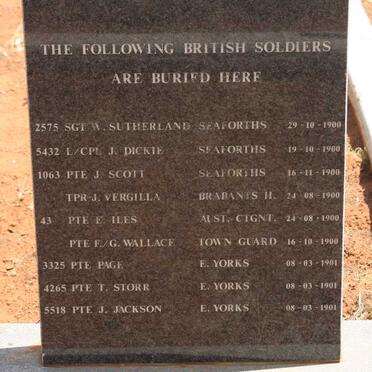 THE FOLLOWING BRITISH SOLDIERS
ARE BURIED HERE
2575 SGT W. SUTHERLAND SEAFORTHS 29-10-1900
5432 L/CPL J. DICKIE SEAFORTHS 19-10-1900
1063 PTE J. SCOTT SEAFORTHS 16-11-1900
TPR J. VERGILLA BRABANTS H. 24-08-1900
43 PTE E. ILES AUST. CTGNT. 24-08-1900
PTE F/G. WALLACE TOWN GUARD 16-10-1900
3325 PTE PAGE E. YORKS 08-03-1901
4265 PTE T. STORR E. YORKS 08-03-1901
5518 PTE J. JACKSON E. YORKS 08-03-1901